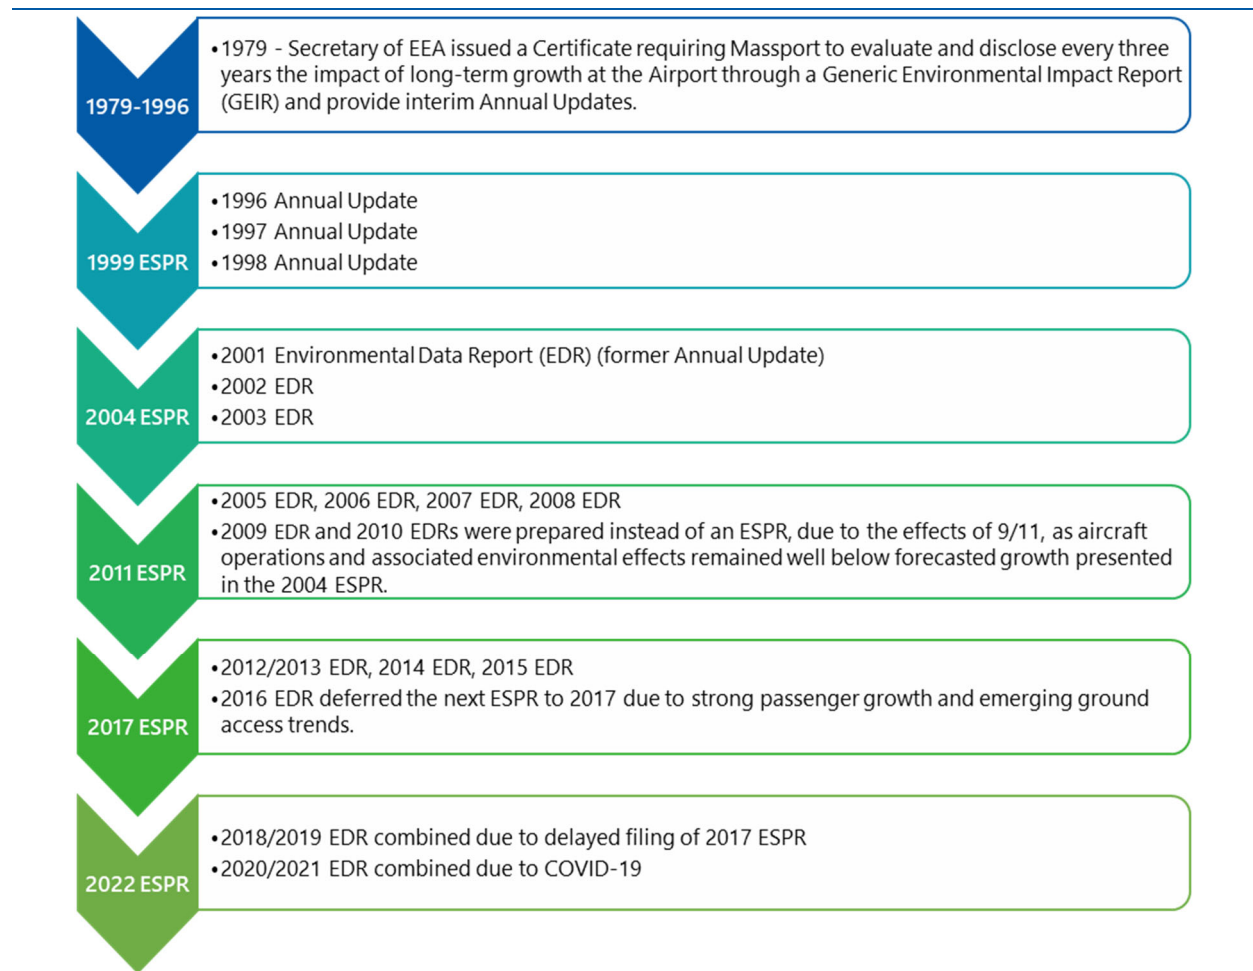 1979-1996
•1979 - Secretary of EEA issued a Certificate requiring Massport to evaluate and disclose every three
years the impact of long-term growth at the Airport through a Generic Environmental Impact Report
(GEIR) and provide interim Annual Updates.
1999 ESPR
•1996 Annual Update
•1997 Annual Update
•1998 Annual Update
2004 ESPR
•2001 Environmental Data Report (EDR) (former Annual Update)
•2002 EDR
•2003 EDR
2011 ESPR
•2005 EDR, 2006 EDR, 2007 EDR, 2008 EDR
•2009 EDR and 2010 EDRs were prepared instead of an ESPR, due to the effects of 9/11, as aircraft
operations and associated environmental effects remained well below forecasted growth presented
in the 2004 ESPR.
2017 ESPR
•2012/2013 EDR, 2014 EDR, 2015 EDR
•2016 EDR deferred the next ESPR to 2017 due to strong passenger growth and emerging ground
access trends.
2022 ESPR
•2018/2019 EDR combined due to delayed filing of 2017 ESPR
•2020/2021 EDR combined due to COVID-19